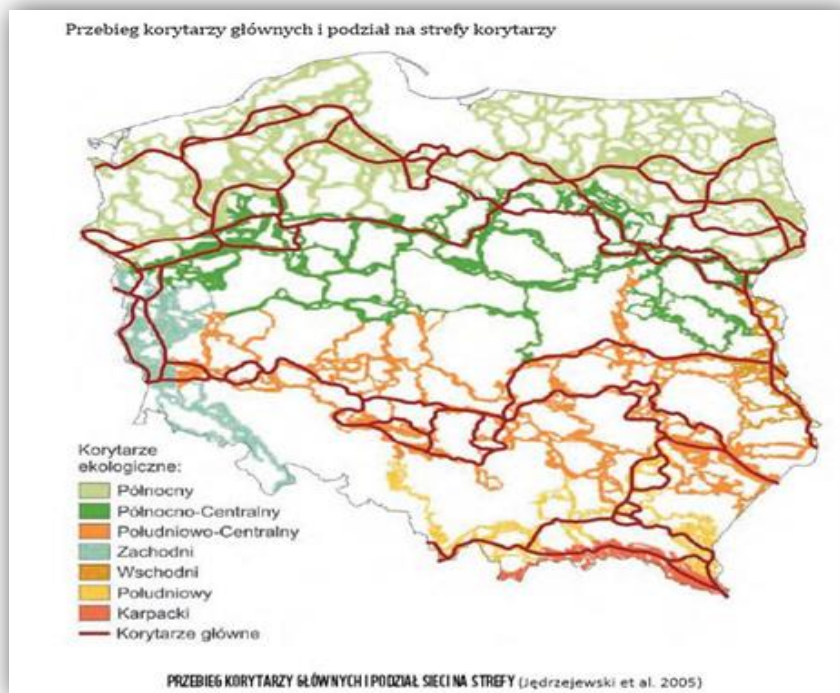 Przebieg korytarzy głównych i podział na strefy korytarzy
Korytarze
ekologiczne:
Północny
Północno-Centralny
Południowo-Centralny
Zachodni
Wschodni
Południowy
Karpacki
Korytarze główne
PRZEBIEG KORYTARZY GŁÓWNYCH I PODZIAŁ SIECI NA STREFY (Jędrzejewski et al. 2005)